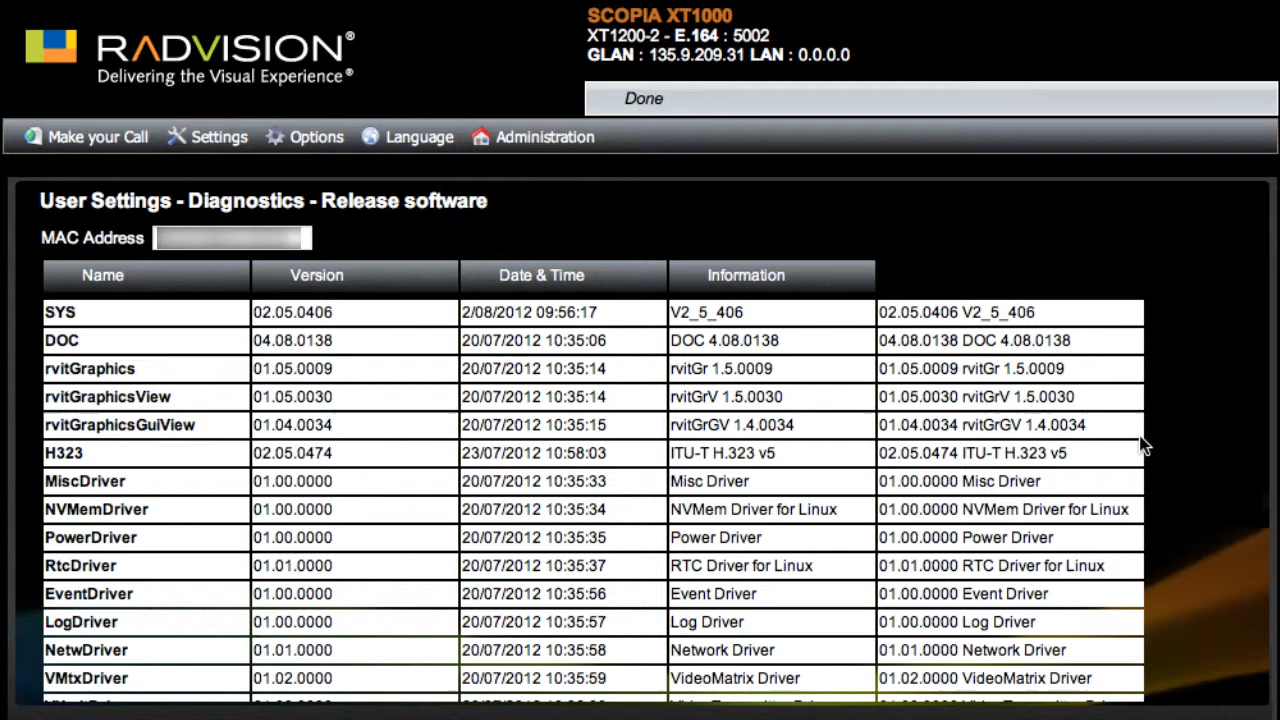 RADVISION®
Delivering the Visual Experience®
SCOPIA XT1000
XT1200-2 - E.164 : 5002
GLAN : 135.9.209.31 LAN : 0.0.0.0
Done
Make your Call Settings Options Language Administration
User Settings - Diagnostics - Release software
MAC Address
Name Version Date & Time Information
SYS 02.05.0406 2/08/2012 09:56:17 V2_5_406 02.05.0406 V2_5_406
DOC 04.08.0138 20/07/2012 10:35:06 DOC 4.08.0138 04.08.0138 DOC 4.08.0138
rvitGraphics 01.05.0009 20/07/2012 10:35:14 rvitGr 1.5.0009 01.05.0009 rvitGr 1.5.0009
rvitGraphicsView 01.05.0030 20/07/2012 10:35:14 rvitGrV 1.5.0030 01.05.0030 rvitGrV 1.5.0030
rvitGraphicsGuiView 01.04.0034 20/07/2012 10:35:15 rvitGrGV 1.4.0034 01.04.0034 rvitGrGV 1.4.0034
H323 02.05.0474 23/07/2012 10:58:03 ITU-T H.323 v5 02.05.0474 ITU-T H.323 v5
MiscDriver 01.00.0000 20/07/2012 10:35:33 Misc Driver 01.00.0000 Misc Driver
NVMemDriver 01.00.0000 20/07/2012 10:35:34 NVMem Driver for Linux 01.00.0000 NVMem Driver for Linux
PowerDriver 01.00.0000 20/07/2012 10:35:35 Power Driver 01.00.0000 Power Driver
RtcDriver 01.01.0000 20/07/2012 10:35:37 RTC Driver for Linux 01.01.0000 RTC Driver for Linux
EventDriver 01.00.0000 20/07/2012 10:35:56 Event Driver 01.00.0000 Event Driver
LogDriver 01.00.0000 20/07/2012 10:35:57 Log Driver 01.00.0000 Log Driver
NetwDriver 01.01.0000 20/07/2012 10:35:58 Network Driver 01.01.0000 Network Driver
VMtxDriver 01.02.0000 20/07/2012 10:35:59 VideoMatrix Driver 01.02.0000 VideoMatrix Driver